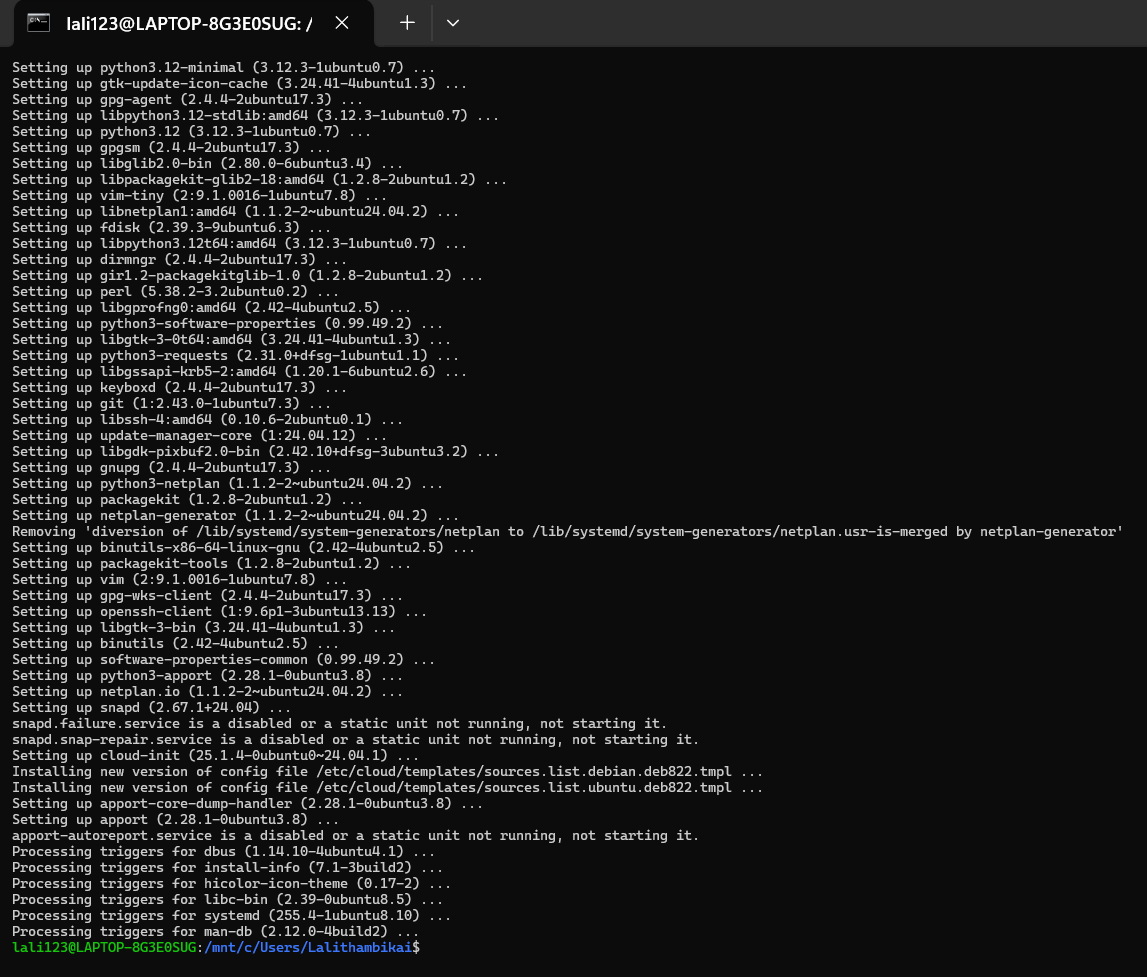 lali123@LAPTOP-8G3E0SUG: /
Setting up python3.12-minimal (3.12.3-1ubuntu0.7) ...
Setting up gtk-update-icon-cache (3.24.41-4ubuntu1.3) ...
Setting up gpg-agent (2.4.4-2ubuntu17.3) ...
Setting up libpython3.12-stdlib:amd64 (3.12.3-1ubuntu0.7) ...
Setting up python3.12 (3.12.3-1ubuntu0.7) ...
Setting up gpgsm (2.4.4-2ubuntu17.3) ...
Setting up libglib2.0-bin (2.80.0-6ubuntu3.4) ...
Setting up libpackagekit-glib2-18:amd64 (1.2.8-2ubuntu1.2) ...
Setting up vim-tiny (2:9.1.0016-1ubuntu7.8) ...
Setting up libnetplan1:amd64 (1.1.2-2~ubuntu24.04.2) ...
Setting up fdisk (2.39.3-9ubuntu6.3) ...
Setting up libpython3.12t64:amd64 (3.12.3-1ubuntu0.7) ...
Setting up dirmngr (2.4.4-2ubuntu17.3) ...
Setting up gir1.2-packagekitglib-1.0 (1.2.8-2ubuntu1.2) ...
Setting up perl (5.38.2-3.2ubuntu0.2) ...
Setting up libgprofng0:amd64 (2.42-4ubuntu2.5) ...
Setting up python3-software-properties (0.99.49.2) ...
Setting up libgtk-3-0t64:amd64 (3.24.41-4ubuntu1.3) ...
Setting up python3-requests (2.31.0+dfsg-1ubuntu1.1) ...
Setting up libgssapi-krb5-2:amd64 (1.20.1-6ubuntu2.6) ...
Setting up keyboxd (2.4.4-2ubuntu17.3) ...
Setting up git (1:2.43.0-1ubuntu7.3) ...
Setting up libssh-4:amd64 (0.10.6-2ubuntu0.1) ...
Setting up update-manager-core (1:24.04.12) ...
Setting up libgdk-pixbuf2.0-bin (2.42.10+dfsg-3ubuntu3.2) ...
Setting up gnupg (2.4.4-2ubuntu17.3) ...
Setting up python3-netplan (1.1.2-2~ubuntu24.04.2) ...
Setting up packagekit (1.2.8-2ubuntu1.2) ...
Setting up netplan-generator (1.1.2-2~ubuntu24.04.2) ...
Removing 'diversion of /lib/systemd/system-generators/netplan to /lib/systemd/system-generators/netplan.usr-is-merged by netplan-generator'
Setting up binutils-x86-64-linux-gnu (2.42-4ubuntu2.5) ...
Setting up packagekit-tools (1.2.8-2ubuntu1.2) ...
Setting up vim (2:9.1.0016-1ubuntu7.8) ...
Setting up gpg-wks-client (2.4.4-2ubuntu17.3) ...
Setting up openssh-client (1:9.6p1-3ubuntu13.13) ...
Setting up libgtk-3-bin (3.24.41-4ubuntu1.3) ...
Setting up binutils (2.42-4ubuntu2.5) ...
Setting up software-properties-common (0.99.49.2) ...
Setting up python3-apport (2.28.1-0ubuntu3.8) ...
Setting up netplan.io (1.1.2-2~ubuntu24.04.2) ...
Setting up snapd (2.67.1+24.04) ...
snapd.failure.service is a disabled or a static unit not running, not starting it.
snapd.snap-repair.service is a disabled or a static unit not running, not starting it.
Setting up cloud-init (25.1.4-0ubuntu0~24.04.1) ...
Installing new version of config file /etc/cloud/templates/sources.list.debian.deb822.tmpl ...
Installing new version of config file /etc/cloud/templates/sources.list.ubuntu.deb822.tmpl ...
Setting up apport-core-dump-handler (2.28.1-0ubuntu3.8) ...
Setting up apport (2.28.1-0ubuntu3.8) ...
apport-autoreport.service is a disabled or a static unit not running, not starting it.
Processing triggers for dbus (1.14.10-4ubuntu4.1) ...
Processing triggers for install-info (7.1-3build2) ...
Processing triggers for hicolor-icon-theme (0.17-2) ...
Processing triggers for libc-bin (2.39-0ubuntu8.5) ...
Processing triggers for systemd (255.4-1ubuntu8.10) ...
Processing triggers for man-db (2.12.0-4build2) ...
lali123@LAPTOP-8G3E0SUG:/mnt/c/Users/Lalithambikai$